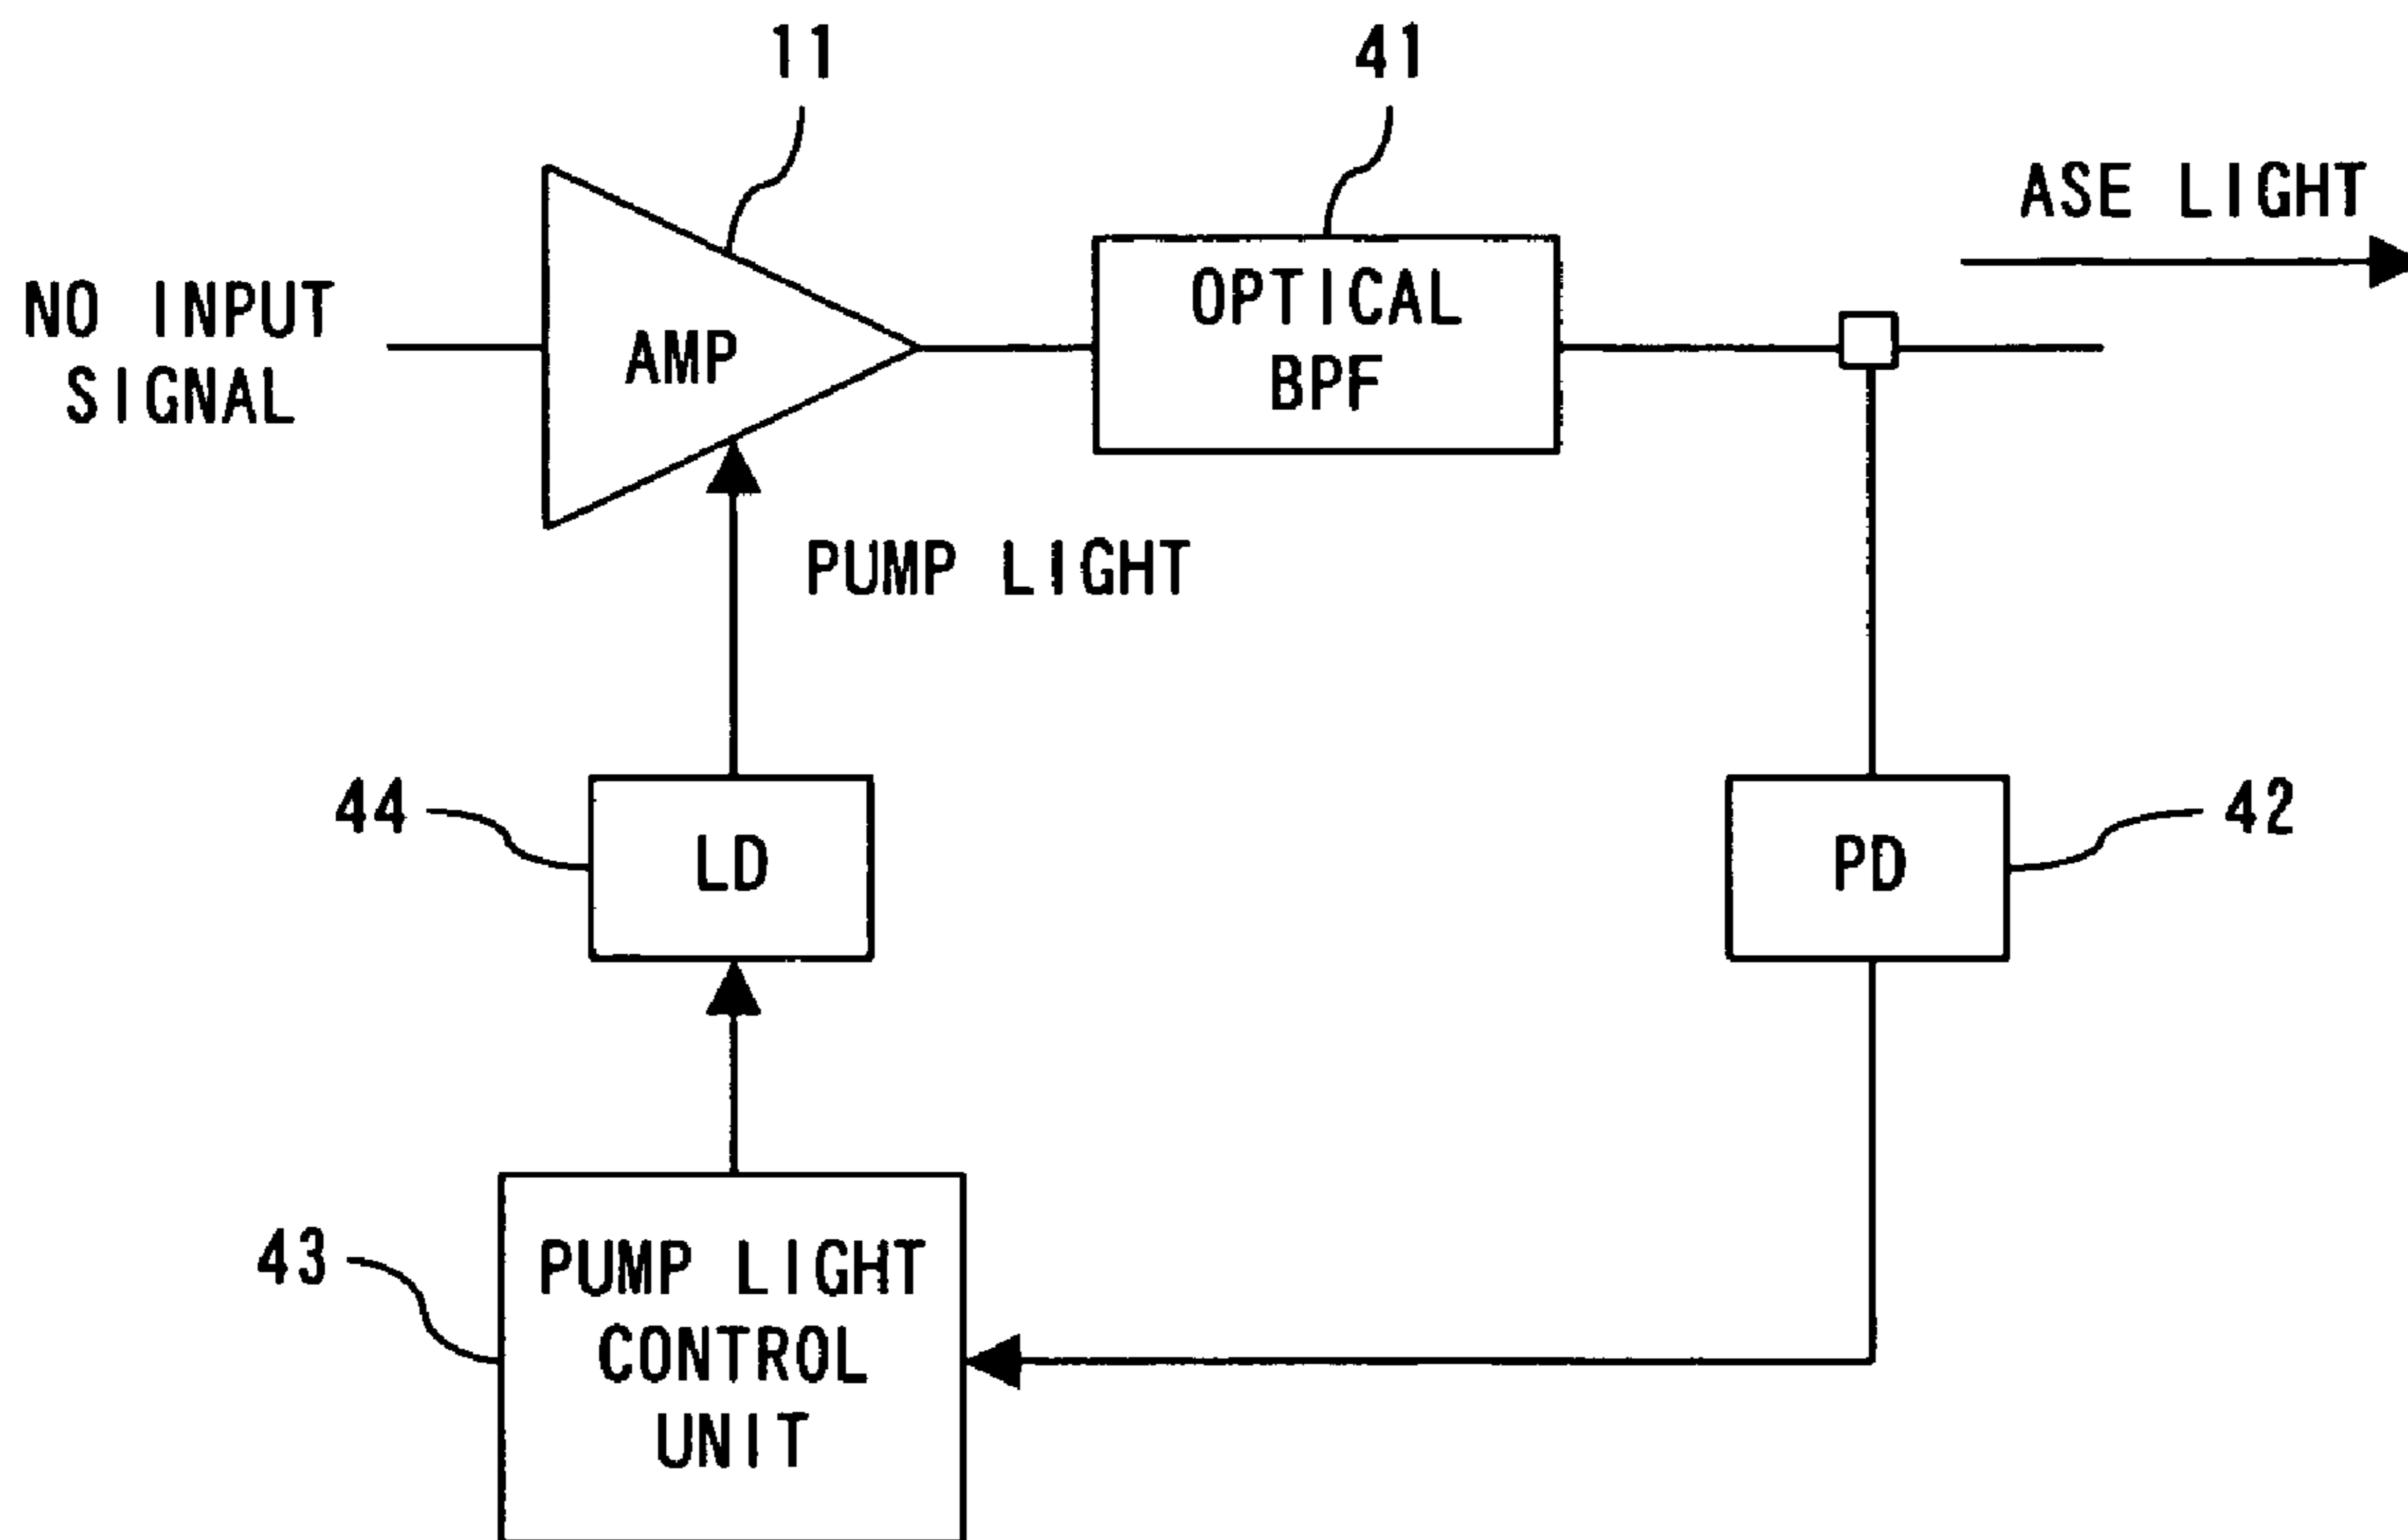 11
41
ASE LIGHT
NO INPUT
SIGNAL
AMP
OPTICAL
BPF
PUMP LIGHT
44
LD
PD
42
43
PUMP LIGHT
CONTROL
UNIT